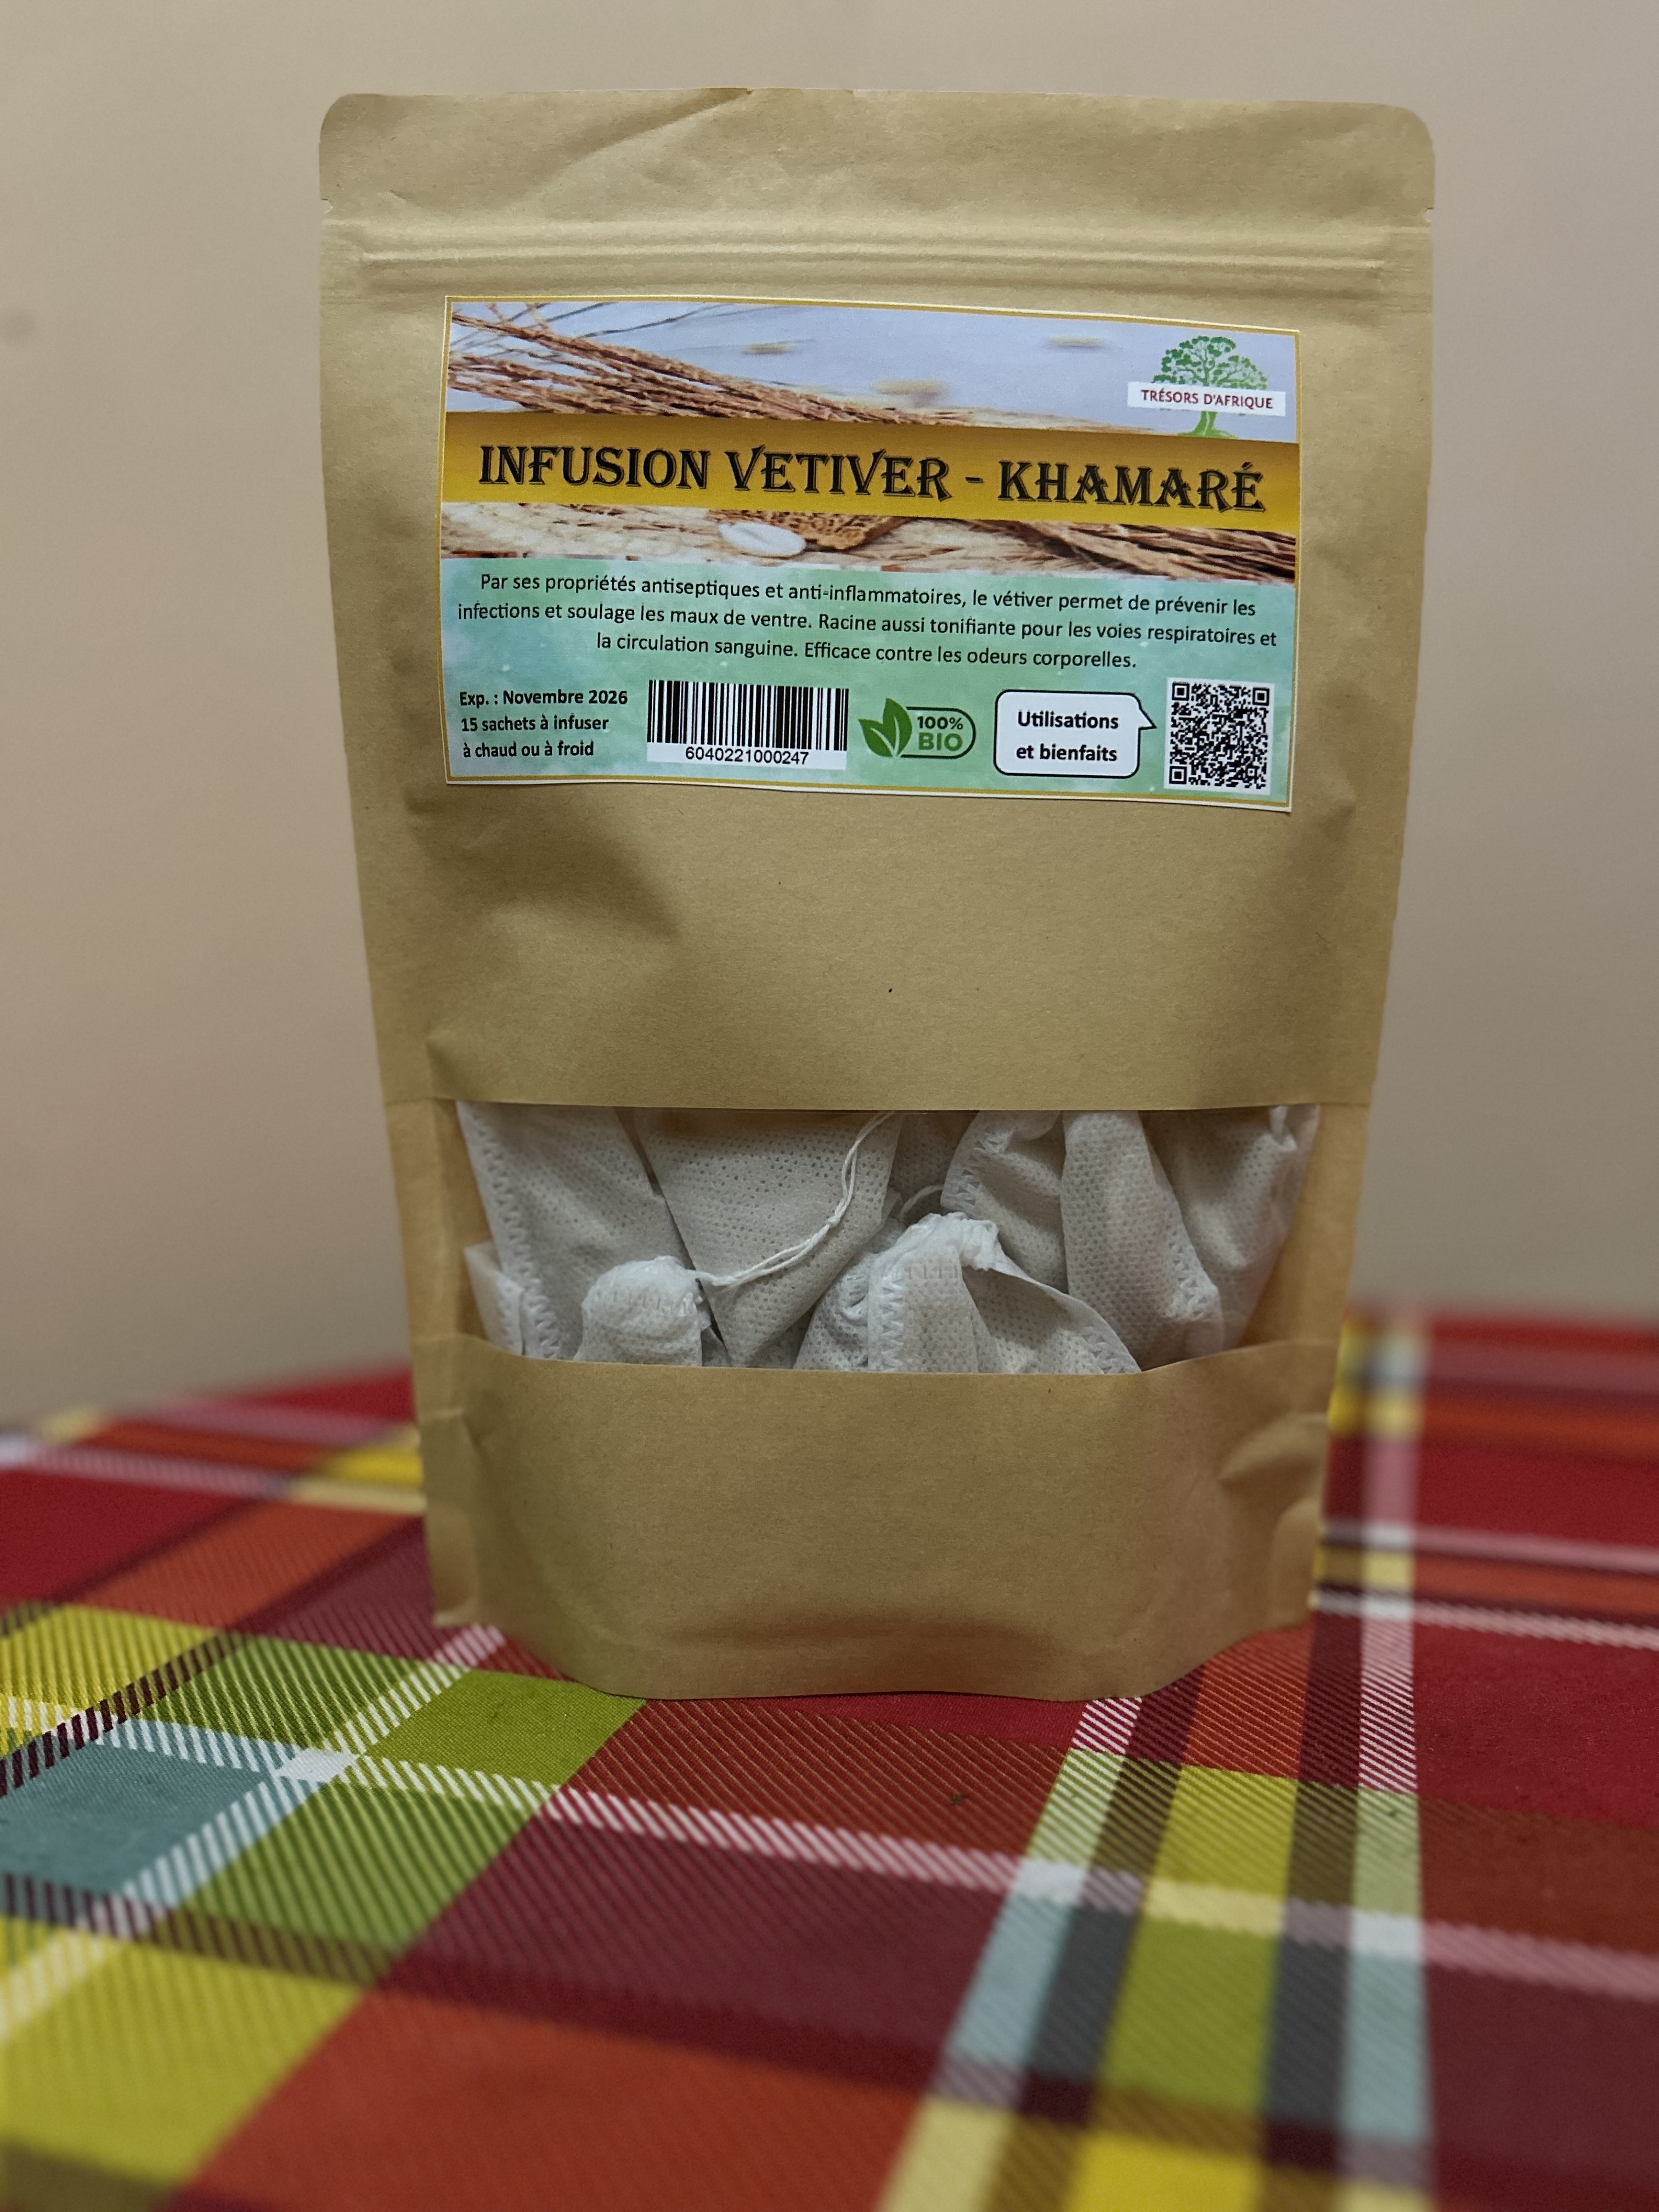 TRÉSORS D'AFRIQUE
INFUSION VETIVER - KHAMARÉ
Par ses propriétés antiseptiques et anti-inflammatoires, le vétiver permet de prévenir les
infections et soulage les maux de ventre. Racine aussi tonifiante pour les voies respiratoires et
la circulation sanguine. Efficace contre les odeurs corporelles.
Exp. : Novembre 2026
15 sachets à infuser
à chaud ou à froid
6040221000247
100%
BIO
Utilisations
et bienfaits